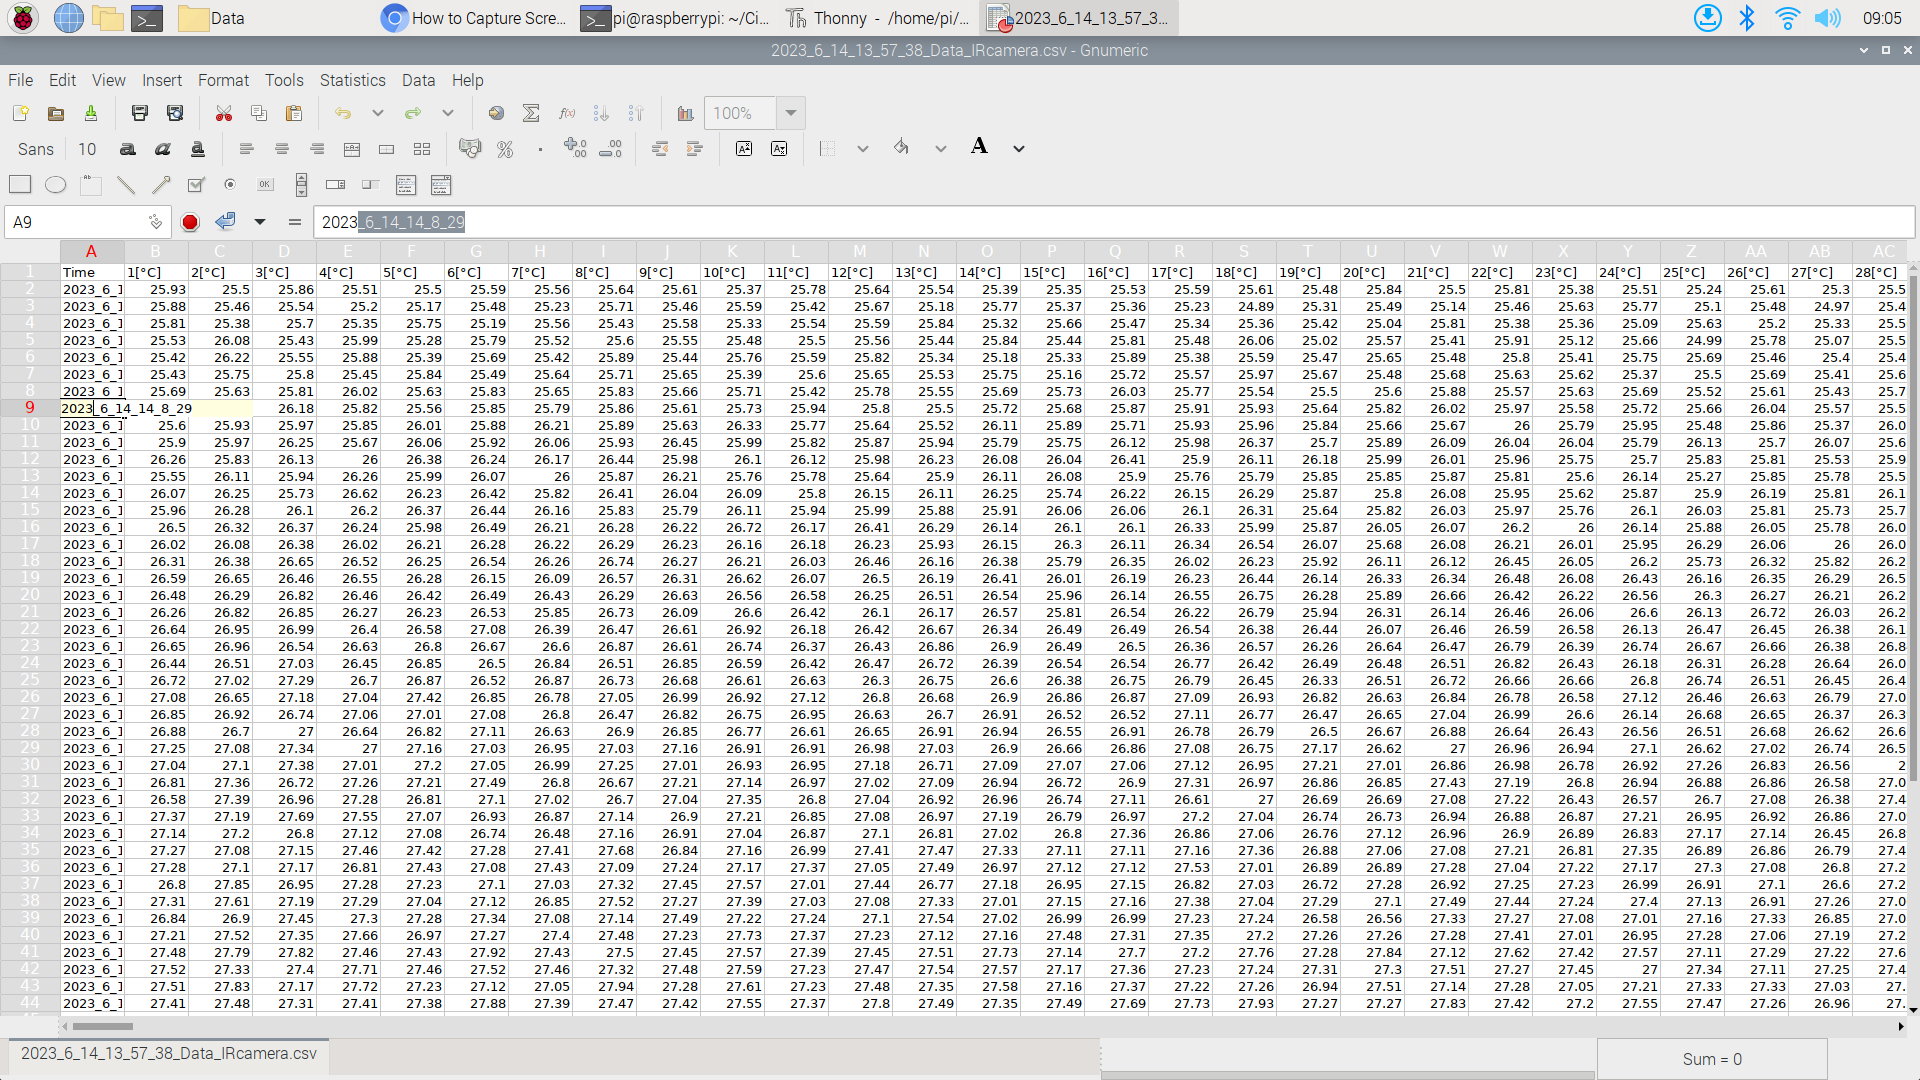 Data How to Capture Scre... pi@raspberrypi: ~/Ci... Thonny - /home/pi/... 2023_6_14_13_57_3... 09:05
2023_6_14_13_57_38_Data_IRcamera.csv - Gnumeric
File Edit View Insert Format Tools Statistics Data Help
100%
Sans 10
A9 = 2023_6_14_14_8_29
A B C D E F G H I J K L M N O P Q R S T U V W X Y Z AA AB AC
1 Time 1[°C] 2[°C] 3[°C] 4[°C] 5[°C] 6[°C] 7[°C] 8[°C] 9[°C] 10[°C] 11[°C] 12[°C] 13[°C] 14[°C] 15[°C] 16[°C] 17[°C] 18[°C] 19[°C] 20[°C] 21[°C] 22[°C] 23[°C] 24[°C] 25[°C] 26[°C] 27[°C] 28[°C]
2 2023_6_1 25.93 25.5 25.86 25.51 25.5 25.59 25.56 25.64 25.61 25.37 25.78 25.64 25.54 25.39 25.35 25.53 25.59 25.61 25.48 25.84 25.5 25.81 25.38 25.51 25.24 25.61 25.3 25.5
3 2023_6_1 25.88 25.46 25.54 25.2 25.17 25.48 25.23 25.71 25.46 25.59 25.42 25.67 25.18 25.77 25.37 25.36 25.23 24.89 25.31 25.49 25.14 25.46 25.63 25.77 25.1 25.48 24.97 25.4
4 2023_6_1 25.81 25.38 25.7 25.35 25.75 25.19 25.56 25.43 25.58 25.33 25.54 25.59 25.84 25.32 25.66 25.47 25.34 25.36 25.42 25.04 25.81 25.38 25.36 25.09 25.63 25.2 25.33 25.5
5 2023_6_1 25.53 26.08 25.43 25.99 25.28 25.79 25.52 25.6 25.55 25.48 25.5 25.56 25.44 25.84 25.44 25.81 25.48 26.06 25.02 25.57 25.41 25.91 25.12 25.66 24.99 25.78 25.07 25.5
6 2023_6_1 25.42 26.22 25.55 25.88 25.39 25.69 25.42 25.89 25.44 25.76 25.59 25.82 25.34 25.18 25.33 25.89 25.38 25.59 25.47 25.65 25.48 25.8 25.41 25.75 25.69 25.46 25.4 25.4
7 2023_6_1 25.43 25.75 25.8 25.45 25.84 25.49 25.64 25.71 25.65 25.39 25.6 25.65 25.53 25.75 25.16 25.86 25.57 25.27 25.48 25.68 25.63 25.62 25.62 25.37 25.5 25.69 25.41 25.6
8 2023_6_1 25.69 25.63 25.81 26.02 25.63 25.83 25.65 25.83 25.66 25.71 25.42 25.78 25.55 25.69 25.73 26.03 25.77 25.54 25.5 25.6 25.88 25.57 25.63 25.69 25.52 25.61 25.43 25.7
9 2023_6_14_14_8_29 26.18 25.82 25.56 25.85 25.79 25.86 25.61 25.73 25.94 25.8 25.5 25.72 25.68 25.87 25.91 25.93 25.64 25.82 26.02 25.97 25.58 25.72 25.66 26.04 25.57 25.5
10 2023_6_1 25.6 25.93 25.97 25.85 26.01 25.88 26.21 25.89 25.63 26.33 25.77 25.64 25.52 26.11 25.89 25.71 25.93 25.96 25.84 25.66 25.67 26 25.79 25.95 25.48 25.86 25.37 26.0
11 2023_6_1 25.9 25.97 26.25 25.67 26.06 25.92 26.06 25.93 26.45 25.99 25.82 25.87 25.94 25.79 25.75 26.12 25.98 26.37 25.7 25.89 26.09 26.04 26.04 25.79 26.13 25.7 26.07 25.6
12 2023_6_1 26.26 25.83 26.13 26 26.38 26.24 26.17 26.44 25.98 26.1 26.12 25.98 26.23 26.08 26.04 26.41 25.9 26.11 26.18 25.99 26.01 25.96 25.75 25.7 25.83 25.81 25.53 25.9
13 2023_6_1 25.55 26.11 25.94 26.26 25.99 26.07 26 25.87 26.21 25.76 25.78 25.64 25.9 26.11 26.08 25.9 25.76 25.79 25.85 25.85 25.87 25.81 25.6 26.14 25.27 25.85 25.78 25.5
14 2023_6_1 26.07 26.25 25.73 26.62 26.23 26.42 25.82 26.41 26.04 26.09 25.8 26.15 26.11 26.25 25.74 26.22 26.15 26.29 25.87 25.8 26.08 25.95 25.62 25.87 25.9 26.19 25.81 26.1
15 2023_6_1 25.96 26.28 26.1 26.2 26.37 26.44 26.16 25.83 25.79 26.11 25.94 25.99 25.88 25.91 26.06 26.06 26.1 26.31 25.64 25.82 26.03 25.97 25.76 26.1 26.03 25.81 25.73 25.7
16 2023_6_1 26.5 26.32 26.37 26.24 25.98 26.49 26.21 26.28 26.22 26.72 26.17 26.41 26.29 26.14 26.1 26.1 26.33 25.99 25.87 26.05 26.07 26.2 26 26.14 25.88 26.05 25.78 26.0
17 2023_6_1 26.02 26.08 26.38 26.02 26.21 26.28 26.22 26.29 26.23 26.16 26.18 26.23 25.93 26.15 26.3 26.11 26.34 26.54 26.07 25.68 26.08 26.21 26.01 25.95 26.29 26.06 26 26.0
18 2023_6_1 26.31 26.38 26.65 26.52 26.25 26.54 26.26 26.74 26.27 26.21 26.03 26.46 26.16 26.38 25.79 26.35 26.02 26.23 25.92 26.11 26.12 26.45 26.05 26.2 25.73 26.32 25.82 26.2
19 2023_6_1 26.59 26.65 26.46 26.55 26.28 26.15 26.09 26.57 26.31 26.62 26.07 26.5 26.19 26.41 26.01 26.19 26.23 26.44 26.14 26.33 26.34 26.48 26.08 26.43 26.16 26.35 26.29 26.5
20 2023_6_1 26.48 26.29 26.82 26.46 26.42 26.49 26.43 26.29 26.63 26.56 26.58 26.25 26.51 26.54 25.96 26.14 26.55 26.75 26.28 25.89 26.66 26.42 26.22 26.56 26.3 26.27 26.21 26.2
21 2023_6_1 26.26 26.82 26.85 26.27 26.23 26.53 25.85 26.73 26.09 26.6 26.42 26.1 26.17 26.57 25.81 26.54 26.22 26.79 25.94 26.31 26.14 26.46 26.06 26.6 26.13 26.72 26.03 26.2
22 2023_6_1 26.64 26.95 26.99 26.4 26.58 27.08 26.39 26.47 26.61 26.92 26.18 26.42 26.67 26.34 26.49 26.49 26.54 26.38 26.44 26.07 26.46 26.59 26.58 26.13 26.47 26.45 26.38 26.1
23 2023_6_1 26.65 26.96 26.54 26.63 26.8 26.67 26.6 26.87 26.61 26.74 26.37 26.43 26.86 26.9 26.49 26.5 26.36 26.57 26.26 26.64 26.47 26.79 26.39 26.74 26.67 26.66 26.38 26.8
24 2023_6_1 26.44 26.51 27.03 26.45 26.85 26.5 26.84 26.51 26.85 26.59 26.42 26.47 26.72 26.39 26.54 26.54 26.77 26.42 26.49 26.48 26.51 26.82 26.43 26.18 26.31 26.28 26.64 26.0
25 2023_6_1 26.72 27.02 27.29 26.7 26.87 26.52 26.87 26.73 26.68 26.61 26.63 26.3 26.75 26.6 26.38 26.75 26.79 26.45 26.33 26.51 26.72 26.66 26.66 26.8 26.74 26.51 26.45 26.4
26 2023_6_1 27.08 26.65 27.18 27.04 27.42 26.85 26.78 27.05 26.99 26.92 27.12 26.8 26.68 26.9 26.86 26.87 27.09 26.93 26.82 26.63 26.84 26.78 26.58 27.12 26.46 26.63 26.79 27.0
27 2023_6_1 26.85 26.92 26.74 27.06 27.01 27.08 26.8 26.47 26.82 26.75 26.95 26.63 26.7 26.91 26.52 26.52 27.11 26.77 26.47 26.65 27.04 26.99 26.6 26.14 26.68 26.65 26.37 26.3
28 2023_6_1 26.88 26.7 27 26.64 26.82 27.11 26.63 26.9 26.85 26.77 26.61 26.65 26.91 26.94 26.55 26.91 26.78 26.79 26.5 26.67 26.88 26.64 26.43 26.56 26.51 26.68 26.62 26.6
29 2023_6_1 27.25 27.08 27.34 27 27.16 27.03 26.95 27.03 27.16 26.91 26.91 26.98 27.03 26.9 26.66 26.86 27.08 26.75 27.17 26.62 27 26.96 26.94 27.1 26.62 27.02 26.74 26.5
30 2023_6_1 27.04 27.1 27.38 27.01 27.2 27.05 26.99 27.25 27.01 26.93 26.95 27.18 26.71 27.09 27.07 27.06 27.12 26.95 27.21 27.01 26.86 26.98 26.78 26.92 27.26 26.83 26.56 2
31 2023_6_1 26.81 27.36 26.72 27.26 27.21 27.49 26.8 26.67 27.21 27.14 26.97 27.02 27.09 26.94 26.72 26.9 27.31 26.97 26.86 26.85 27.43 27.19 26.8 26.94 26.88 26.86 26.58 27.0
32 2023_6_1 26.58 27.39 26.96 27.28 26.81 27.1 27.02 26.7 27.04 27.35 26.8 27.04 26.92 26.96 26.74 27.11 26.61 27 26.69 26.69 27.08 27.22 26.43 26.57 26.7 27.08 26.38 27.4
33 2023_6_1 27.37 27.19 27.69 27.55 27.07 26.93 26.87 27.14 26.9 27.21 26.85 27.08 26.97 27.19 26.79 26.97 27.2 27.04 26.74 26.73 26.94 26.88 26.87 27.21 26.95 26.92 26.86 27.0
34 2023_6_1 27.14 27.2 26.8 27.12 27.08 26.74 26.48 27.16 26.91 27.04 26.87 27.1 26.81 27.02 26.8 27.36 26.86 27.06 26.76 27.12 26.96 26.9 26.89 26.83 27.17 27.14 26.45 26.8
35 2023_6_1 27.27 27.08 27.15 27.46 27.42 27.28 27.41 27.68 26.84 27.16 26.99 27.41 27.47 27.33 27.11 27.11 27.16 27.36 26.88 27.06 27.08 27.21 26.81 27.35 26.89 26.86 26.79 27.4
36 2023_6_1 27.28 27.1 27.17 26.81 27.43 27.08 27.43 27.09 27.24 27.17 27.37 27.05 27.49 26.97 27.12 27.12 27.53 27.01 26.89 26.89 27.28 27.04 27.22 27.17 27.3 27.08 26.8 27.2
37 2023_6_1 26.8 27.85 26.95 27.28 27.23 27.1 27.03 27.32 27.45 27.57 27.01 27.44 26.77 27.18 26.95 27.15 26.82 27.03 26.72 27.28 26.92 27.25 27.23 26.99 26.91 27.1 26.6 27.2
38 2023_6_1 27.31 27.61 27.19 27.29 27.04 27.12 26.85 27.52 27.27 27.39 27.03 27.08 27.33 27.01 27.15 27.16 27.38 27.04 27.29 27.1 27.49 27.44 27.24 27.4 27.13 26.91 27.26 27.0
39 2023_6_1 26.84 26.9 27.45 27.3 27.28 27.34 27.08 27.14 27.49 27.22 27.24 27.1 27.54 27.02 26.99 26.99 27.23 27.24 26.58 26.56 27.33 27.27 27.08 27.01 27.16 27.33 26.85 27.0
40 2023_6_1 27.21 27.52 27.35 27.66 26.97 27.27 27.4 27.48 27.23 27.73 27.37 27.23 27.12 27.16 27.48 27.31 27.35 27.2 27.26 27.26 27.28 27.41 27.01 26.95 27.28 27.06 27.19 27.2
41 2023_6_1 27.48 27.79 27.82 27.46 27.43 27.92 27.43 27.5 27.45 27.57 27.39 27.45 27.51 27.73 27.14 27.7 27.2 27.76 27.28 27.84 27.12 27.62 27.42 27.57 27.11 27.29 27.22 27.6
42 2023_6_1 27.52 27.33 27.4 27.71 27.46 27.52 27.46 27.32 27.48 27.59 27.23 27.47 27.54 27.57 27.17 27.36 27.23 27.24 27.31 27.3 27.51 27.27 27.45 27 27.34 27.11 27.25 27.4
43 2023_6_1 27.51 27.83 27.17 27.72 27.23 27.12 27.05 27.94 27.28 27.61 27.23 27.48 27.35 27.58 27.16 27.37 27.22 27.26 26.94 27.51 27.14 27.28 27.05 27.21 27.33 27.33 27.03 27.
44 2023_6_1 27.41 27.48 27.31 27.41 27.38 27.88 27.39 27.47 27.42 27.55 27.37 27.8 27.49 27.35 27.49 27.69 27.73 27.93 27.27 27.27 27.83 27.42 27.2 27.55 27.47 27.26 26.96 27.
2023_6_14_13_57_38_Data_IRcamera.csv Sum = 0